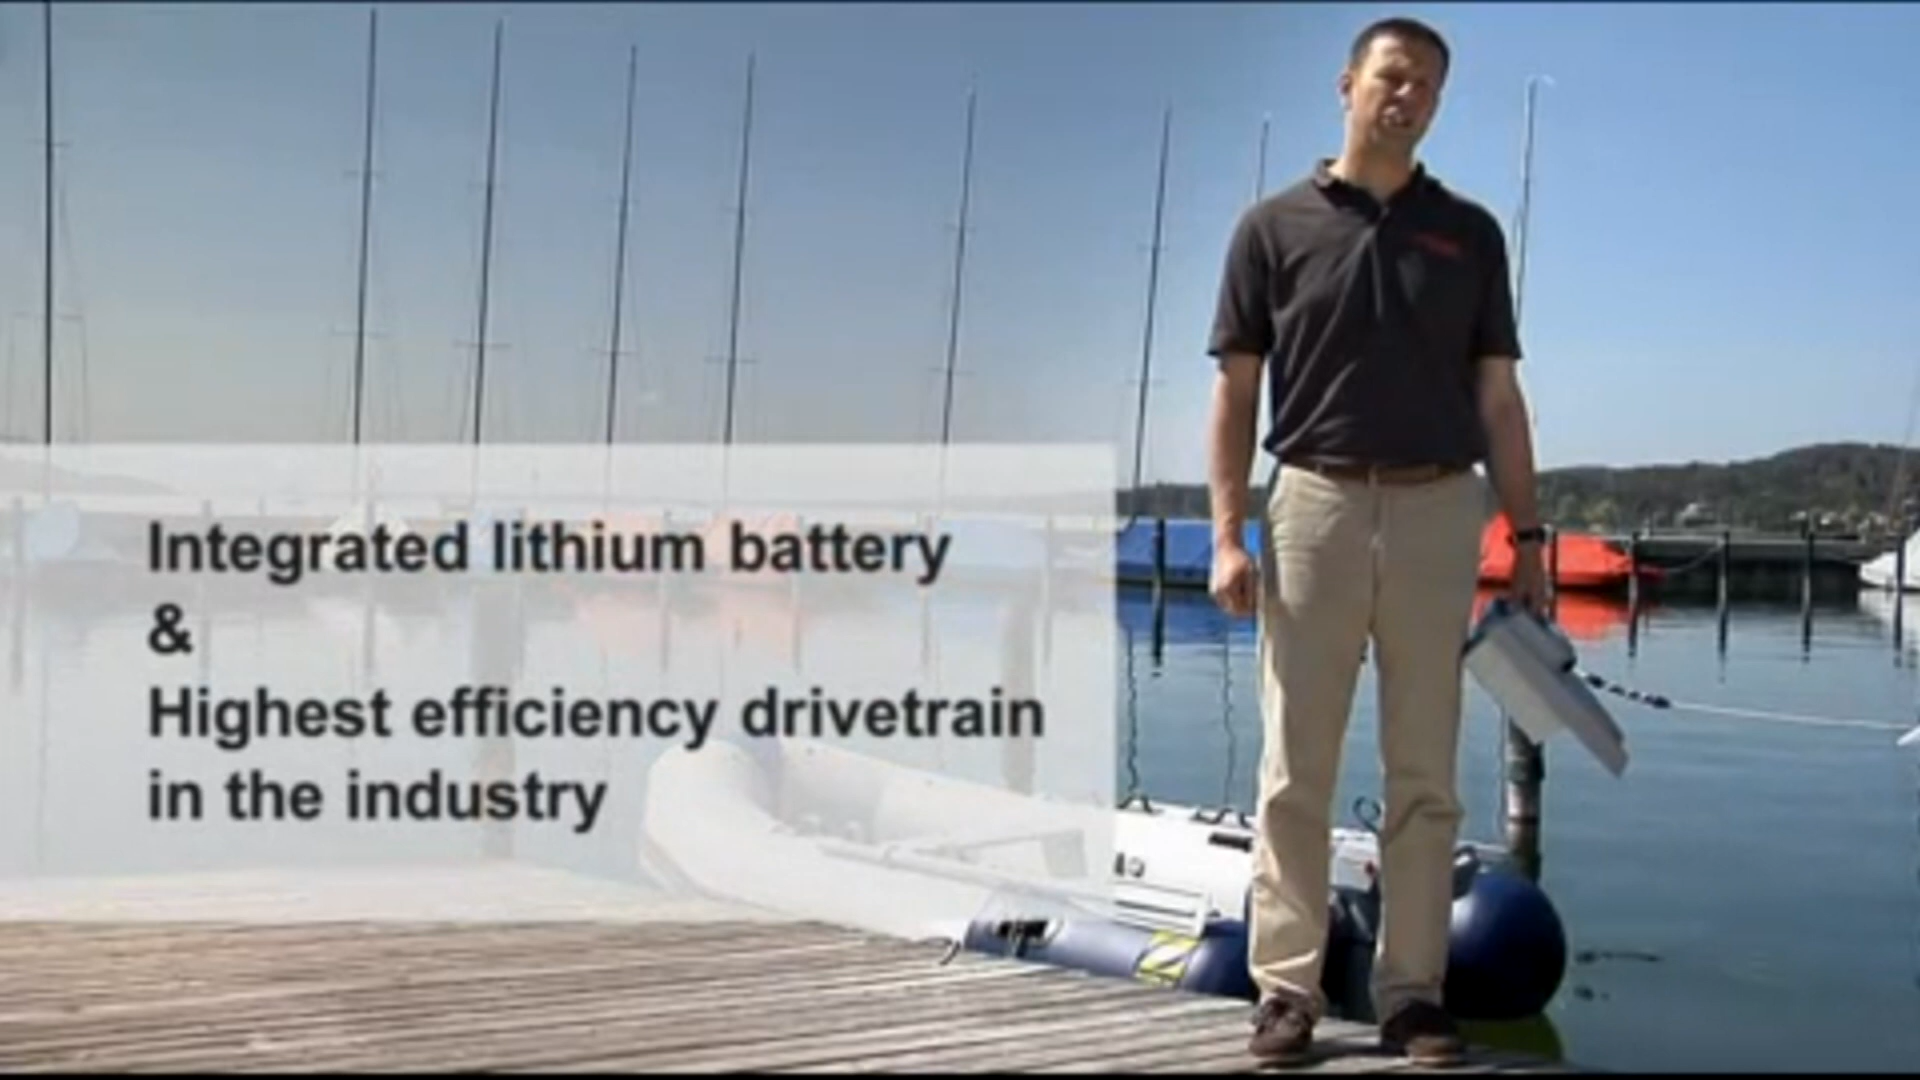 Integrated lithium battery
&
Highest efficiency drivetrain
in the industry